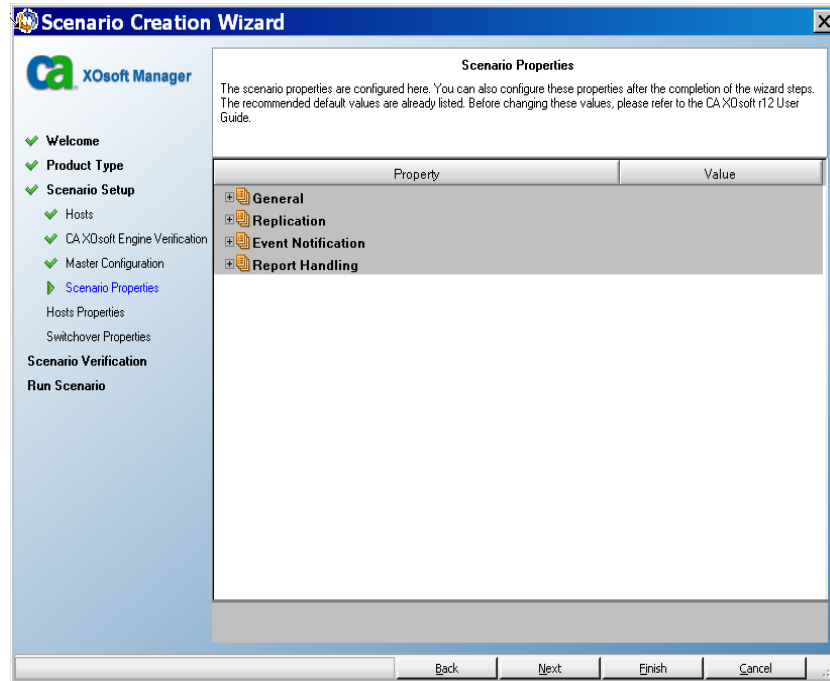 Scenario Creation Wizard
ca XOsoft Manager
Welcome
Product Type
Scenario Setup
Hosts
CA XOsoft Engine Verification
Master Configuration
Scenario Properties
Hosts Properties
Switchover Properties
Scenario Verification
Run Scenario
Scenario Properties
The scenario properties are configured here. You can also configure these properties after the completion of the wizard steps.
The recommended default values are already listed. Before changing these values, please refer to the CA XOsoft r12 User
Guide.
Property Value
General
Replication
Event Notification
Report Handling
Back Next Finish Cancel